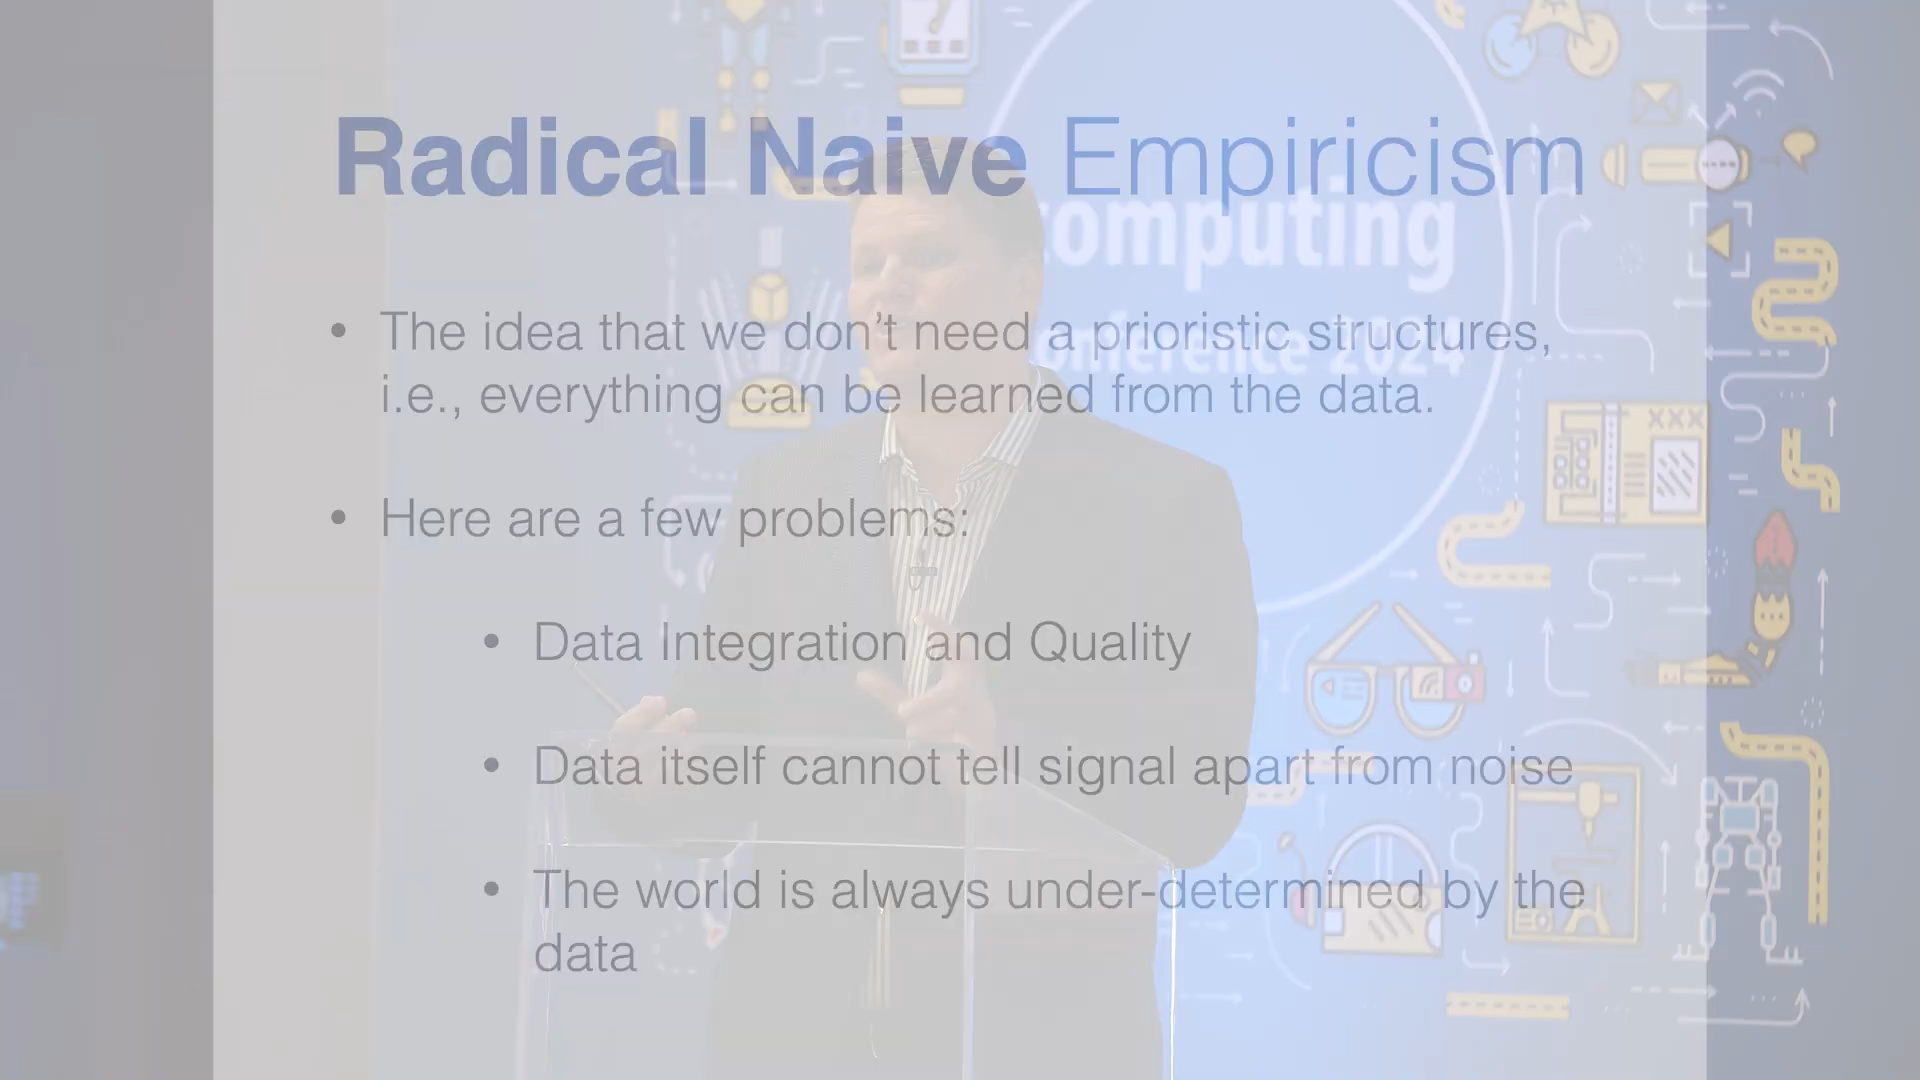 Radical Naive Empiricism
computing
conference 2024
• The idea that we don’t need a prioristic structures,
i.e., everything can be learned from the data.
• Here are a few problems:
• Data Integration and Quality
• Data itself cannot tell signal apart from noise
• The world is always under-determined by the
data